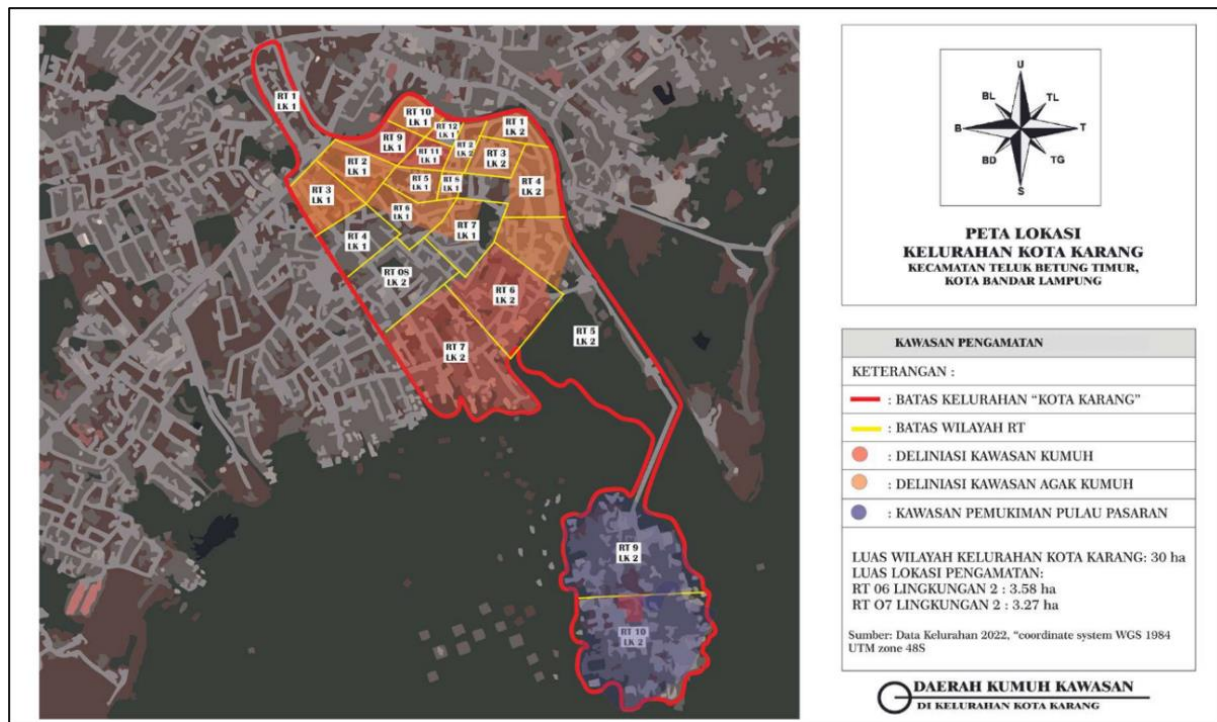 RT 1
LK 1
RT 10
LK 1
RT 12
LK 1
RT 1
LK 2
RT 9
LK 1
RT 11
LK 1
RT 2
LK 2
RT 3
LK 2
RT 2
LK 1
RT 5
LK 1
RT 8
LK 1
RT 4
LK 2
RT 3
LK 1
RT 6
LK 1
RT 7
LK 1
RT 4
LK 1
RT 08
LK 2
RT 6
LK 2
RT 5
LK 2
RT 7
LK 2
RT 9
LK 2
RT 10
LK 2
U
BL
TL
B
T
BD
TG
S
PETA LOKASI
KELURAHAN KOTA KARANG
KECAMATAN TELUK BETUNG TIMUR,
KOTA BANDAR LAMPUNG
KAWASAN PENGAMATAN
KETERANGAN :
: BATAS KELURAHAN "KOTA KARANG"
: BATAS WILAYAH RT
: DELINIASI KAWASAN KUMUH
: DELINIASI KAWASAN AGAK KUMUH
: KAWASAN PEMUKIMAN PULAU PASARAN
LUAS WILAYAH KELURAHAN KOTA KARANG: 30 ha
LUAS LOKASI PENGAMATAN:
RT 06 LINGKUNGAN 2 : 3.58 ha
RT O7 LINGKUNGAN 2 : 3.27 ha
Sumber: Data Kelurahan 2022, "coordinate system WGS 1984
UTM zone 48S
DAERAH KUMUH KAWASAN
DI KELURAHAN KOTA KARANG